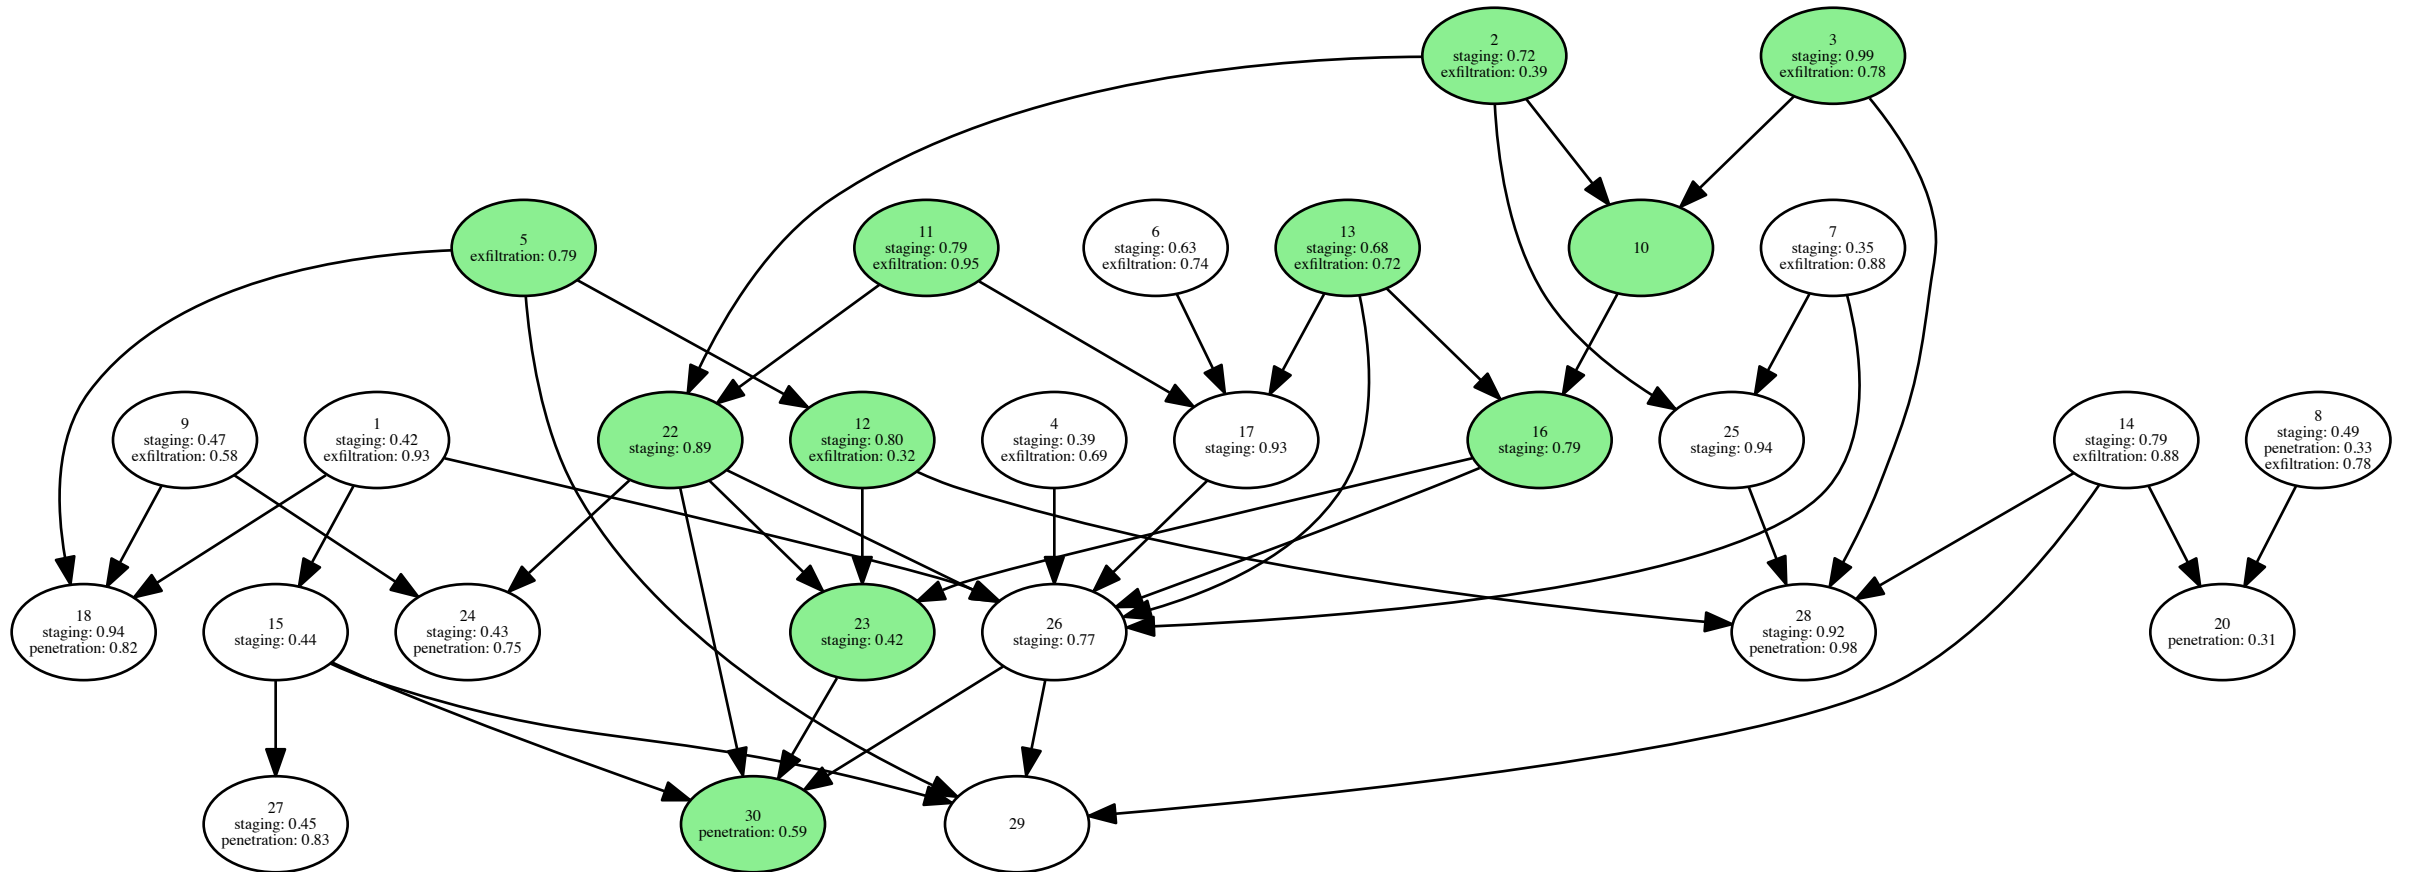 2
staging: 0.72
exfiltration: 0.39
3
staging: 0.99
exfiltration: 0.78
5
exfiltration: 0.79
11
staging: 0.79
exfiltration: 0.95
6
staging: 0.63
exfiltration: 0.74
13
staging: 0.68
exfiltration: 0.72
10
7
staging: 0.35
exfiltration: 0.88
9
staging: 0.47
exfiltration: 0.58
1
staging: 0.42
exfiltration: 0.93
22
staging: 0.89
12
staging: 0.80
exfiltration: 0.32
4
staging: 0.39
exfiltration: 0.69
17
staging: 0.93
16
staging: 0.79
25
staging: 0.94
14
staging: 0.79
exfiltration: 0.88
8
staging: 0.49
penetration: 0.33
exfiltration: 0.78
18
staging: 0.94
penetration: 0.82
15
staging: 0.44
24
staging: 0.43
penetration: 0.75
23
staging: 0.42
26
staging: 0.77
28
staging: 0.92
penetration: 0.98
20
penetration: 0.31
27
staging: 0.45
penetration: 0.83
30
penetration: 0.59
29